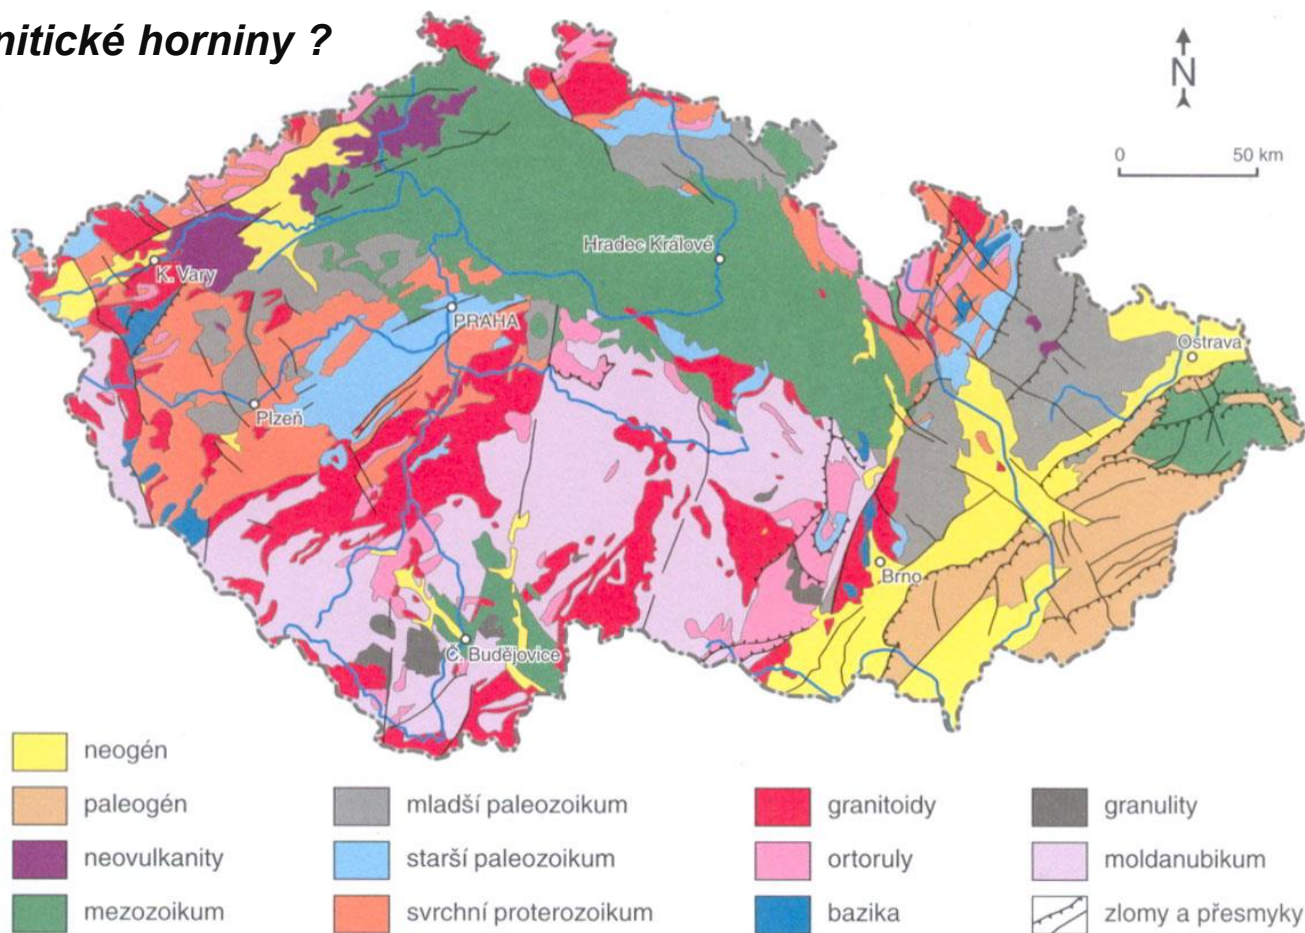 nitické horniny ?
N
0 50 km
Hradec Králové
K. Vary
PRAHA
Ostrava
Plzeň
Brno
Č. Budějovice
neogén
paleogén
neovulkanity
mezozoikum
mladší paleozoikum
starší paleozoikum
svrchní proterozoikum
granitoidy
ortoruly
bazika
granulity
moldanubikum
zlomy a přesmyky